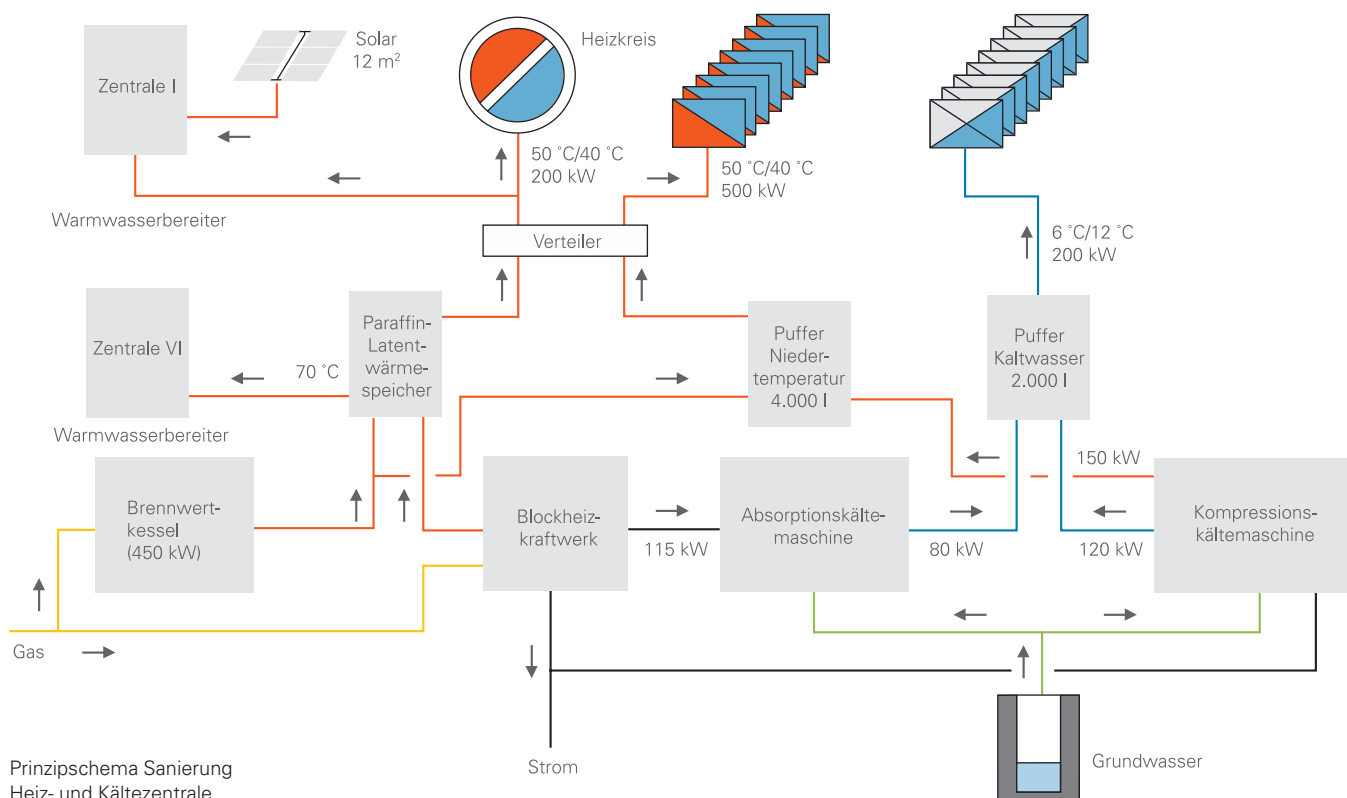 Zentrale I
Solar
12 m²
Heizkreis
50 ˚C/40 ˚C
200 kW
50 ˚C/40 ˚C
500 kW
Warmwasserbereiter
Verteiler
6 ˚C/12 ˚C
200 kW
Zentrale VI
70 ˚C
Paraffin-
Latent-
wärme-
speicher
Puffer
Nieder-
temperatur
4.000 l
Puffer
Kaltwasser
2.000 l
Warmwasserbereiter
Brennwert-
kessel
(450 kW)
Blockheiz-
kraftwerk
115 kW
Absorptionskälte-
maschine
80 kW
120 kW
150 kW
Kompressions-
kältemaschine
Gas
Strom
Grundwasser
Prinzipschema Sanierung
Heiz- und Kältezentrale